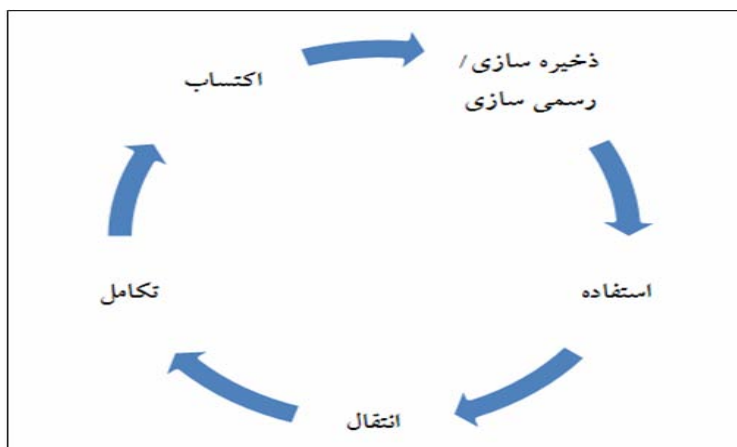 اکتساب
ذخیره سازی/
رسمی سازی
استفاده
انتقال
تکامل